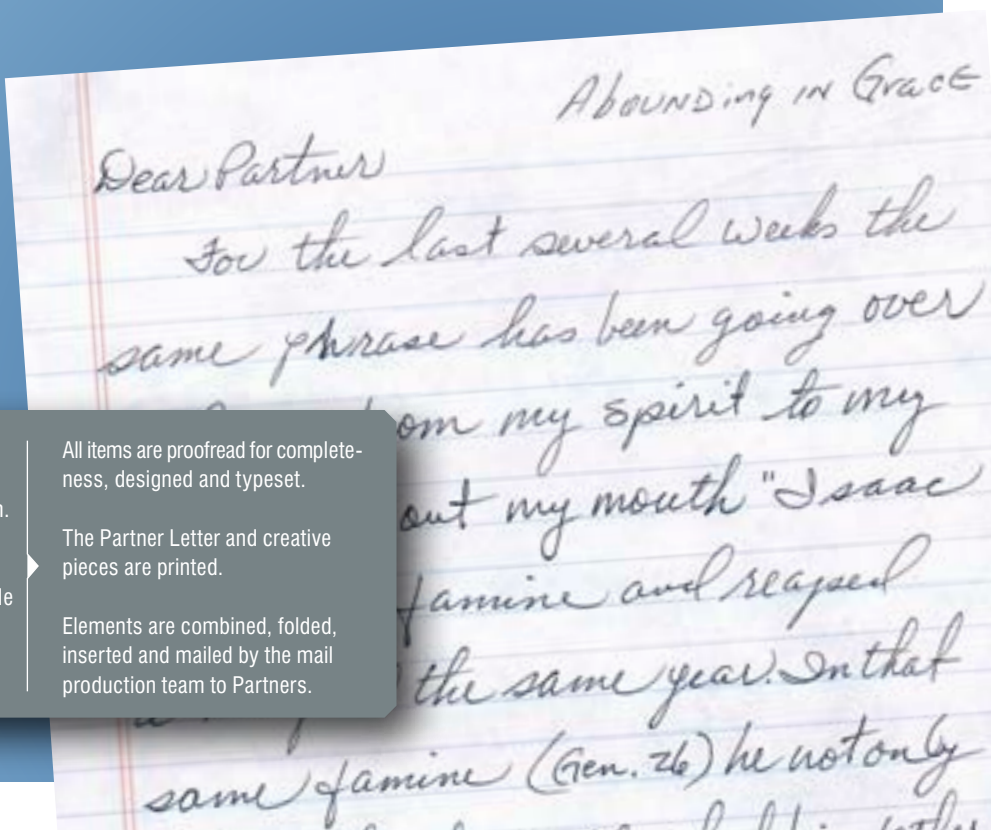 Abounding in Grace
Dear Partner
For the last several weeks the
same phrase has been going over
my spirit to my
out my mouth "Isaac
famine and reaped
the same year. In that
same famine (Gen. 26) he not only
All items are proofread for complete-
ness, designed and typeset.
The Partner Letter and creative
pieces are printed.
Elements are combined, folded,
inserted and mailed by the mail
production team to Partners.